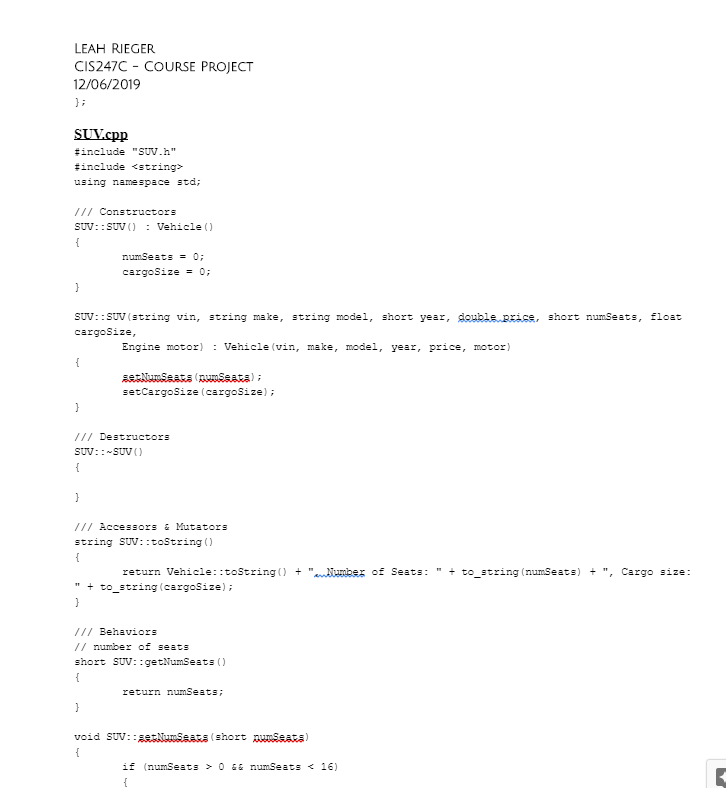 LEAH RIEGER
CIS247C - COURSE PROJECT
12/06/2019
};
SUV.cpp
#include "SUV.h"
#include <string>
using namespace std;
/// Constructors
SUV::SUV() : Vehicle()
{
numSeats = 0;
cargoSize = 0;
}
SUV::SUV(string vin, string make, string model, short year, double price, short numSeats, float
cargoSize,
Engine motor) : Vehicle(vin, make, model, year, price, motor)
{
setNumSeats(numSeats);
setCargoSize(cargoSize);
}
/// Destructors
SUV::~SUV()
{
}
/// Accessors & Mutators
string SUV::toString()
{
return Vehicle::toString() + ", Number of Seats: " + to_string(numSeats) + ", Cargo size:
" + to_string(cargoSize);
}
/// Behaviors
// number of seats
short SUV::getNumSeats()
{
return numSeats;
}
void SUV::setNumSeats(short numSeats)
{
if (numSeats > 0 && numSeats < 16)
{